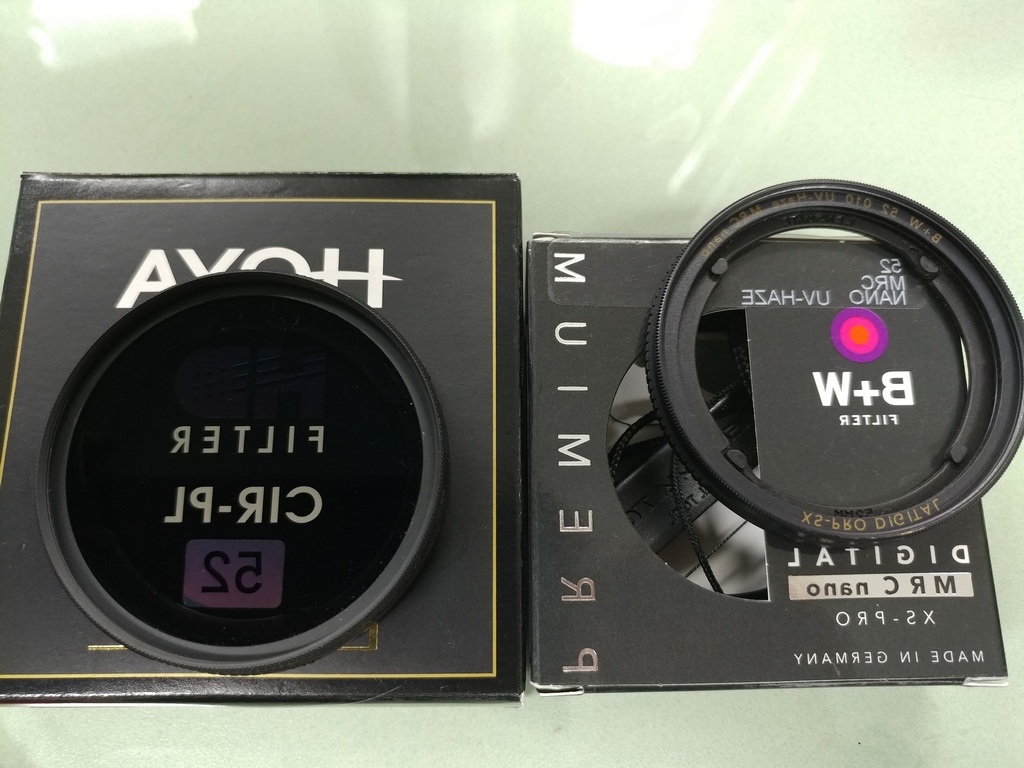 HOYA
HD
FILTER
CIR-PL
52
PREMIUM
B+W 52 010 UV-Haze MRC nano
52
MRC
NANO UV-HAZE
B+W
FILTER
XS-PRO DIGITAL
DIGITAL
MRC nano
XS-PRO
MADE IN GERMANY